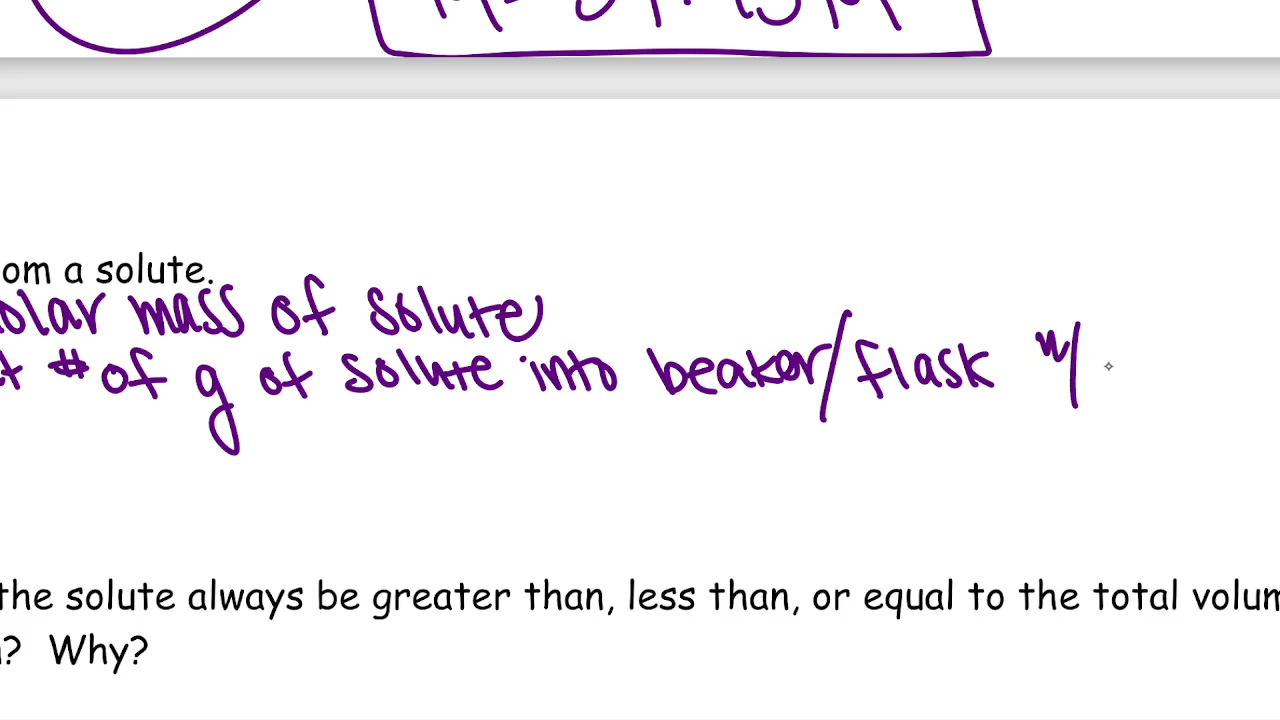 om a solute.
olar mass of solute
t # of g of solute into beaker/flask w/
the solute always be greater than, less than, or equal to the total volum
? Why?